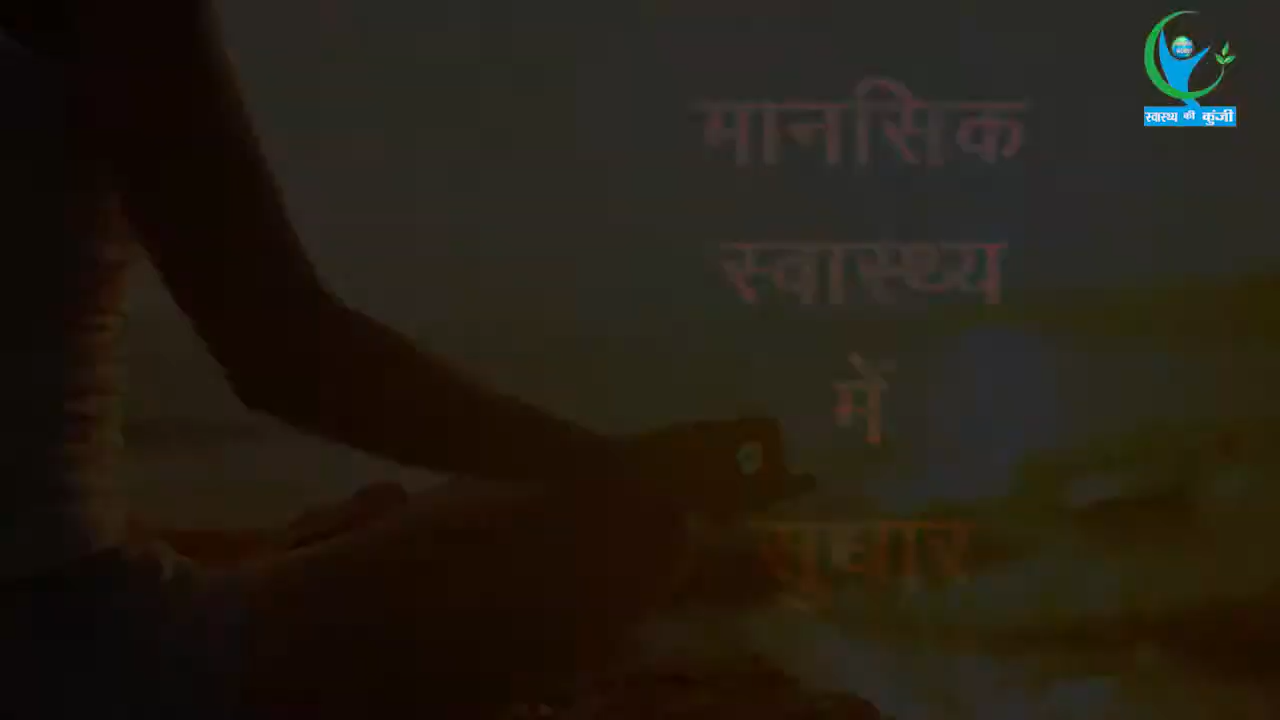 स्वास्थ्य की कुंजी
मानसिक
स्वास्थ्य
में
सुधार